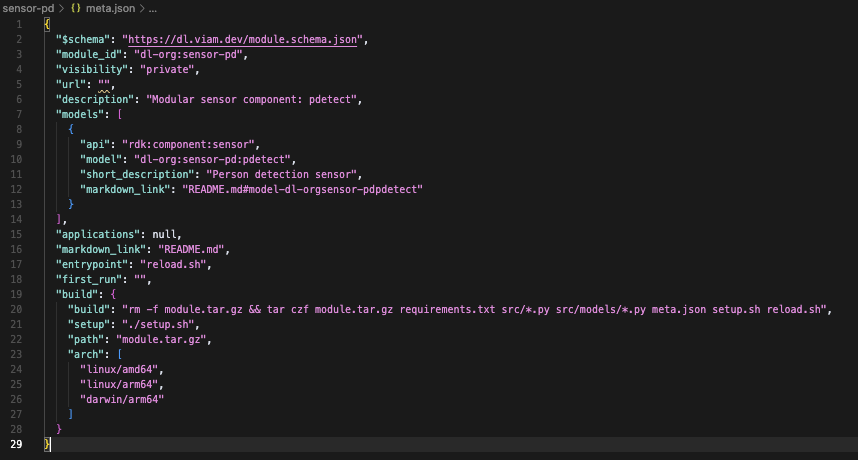 sensor-pd > {} meta.json > ...
1 {
2 "$schema": "https://dl.viam.dev/module.schema.json",
3 "module_id": "dl-org:sensor-pd",
4 "visibility": "private",
5 "url": "",
6 "description": "Modular sensor component: pdetect",
7 "models": [
8 {
9 "api": "rdk:component:sensor",
10 "model": "dl-org:sensor-pd:pdetect",
11 "short_description": "Person detection sensor",
12 "markdown_link": "README.md#model-dl-orgsensor-pdpdetect"
13 }
14 ],
15 "applications": null,
16 "markdown_link": "README.md",
17 "entrypoint": "reload.sh",
18 "first_run": "",
19 "build": {
20 "build": "rm -f module.tar.gz && tar czf module.tar.gz requirements.txt src/*.py src/models/*.py meta.json setup.sh reload.sh",
21 "setup": "./setup.sh",
22 "path": "module.tar.gz",
23 "arch": [
24 "linux/amd64",
25 "linux/arm64",
26 "darwin/arm64"
27 ]
28 }
29 }